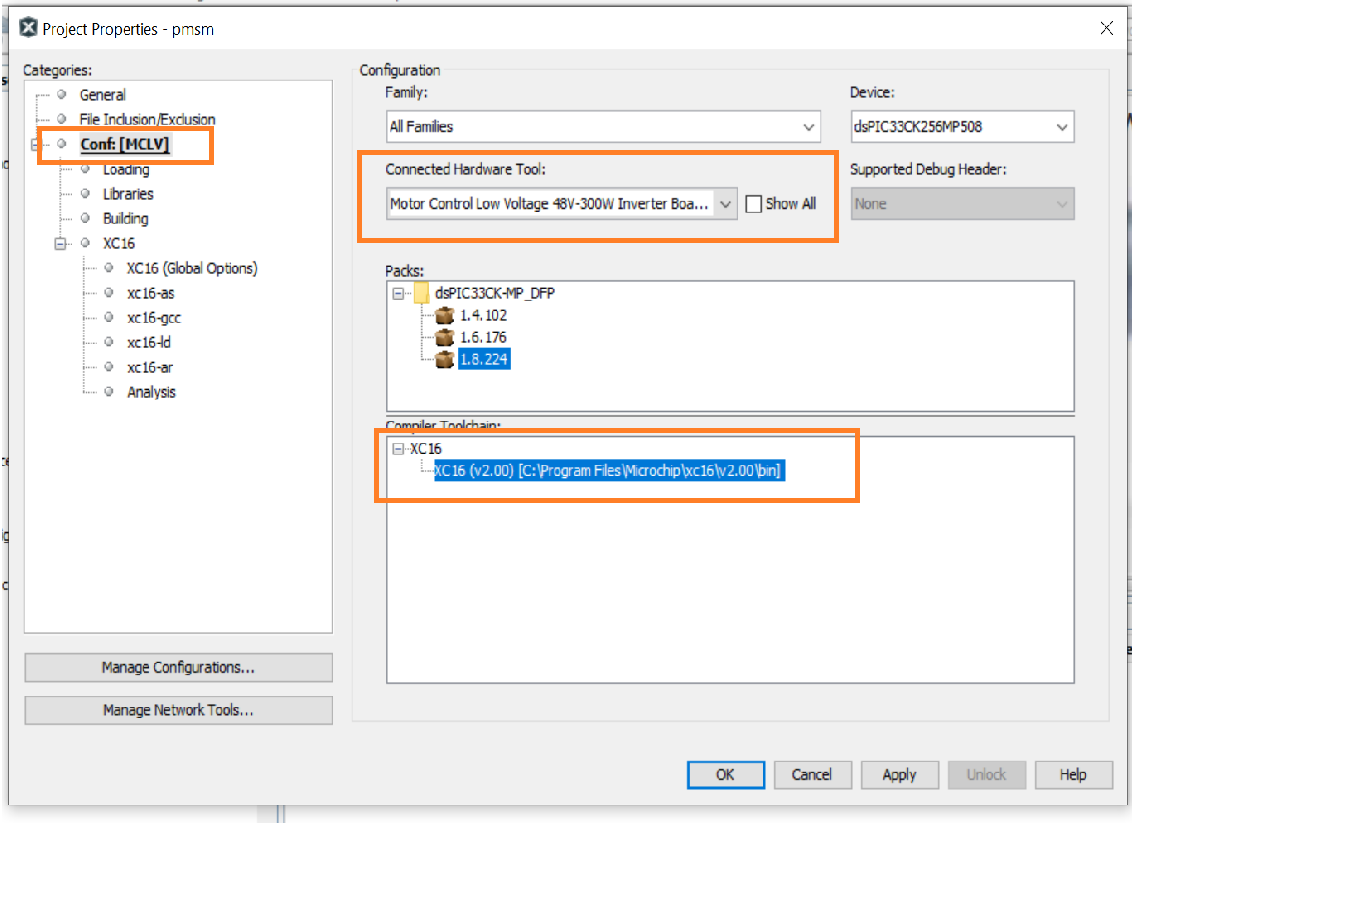 Project Properties - pmsm
Categories:
General
File Inclusion/Exclusion
Conf: [MCLV]
Loading
Libraries
Building
XC16
XC16 (Global Options)
xc16-as
xc16-gcc
xc16-ld
xc16-ar
Analysis
Manage Configurations...
Manage Network Tools...
Configuration
Family:
All Families
Device:
dsPIC33CK256MP508
Connected Hardware Tool:
Motor Control Low Voltage 48V-300W Inverter Boa...
Show All
Supported Debug Header:
None
Packs:
dsPIC33CK-MP_DFP
1.4.102
1.6.176
1.8.224
Compiler Toolchain:
XC16
XC16 (v2.00) [C:\Program Files\Microchip\xc16\v2.00\bin]
OK
Cancel
Apply
Unlock
Help